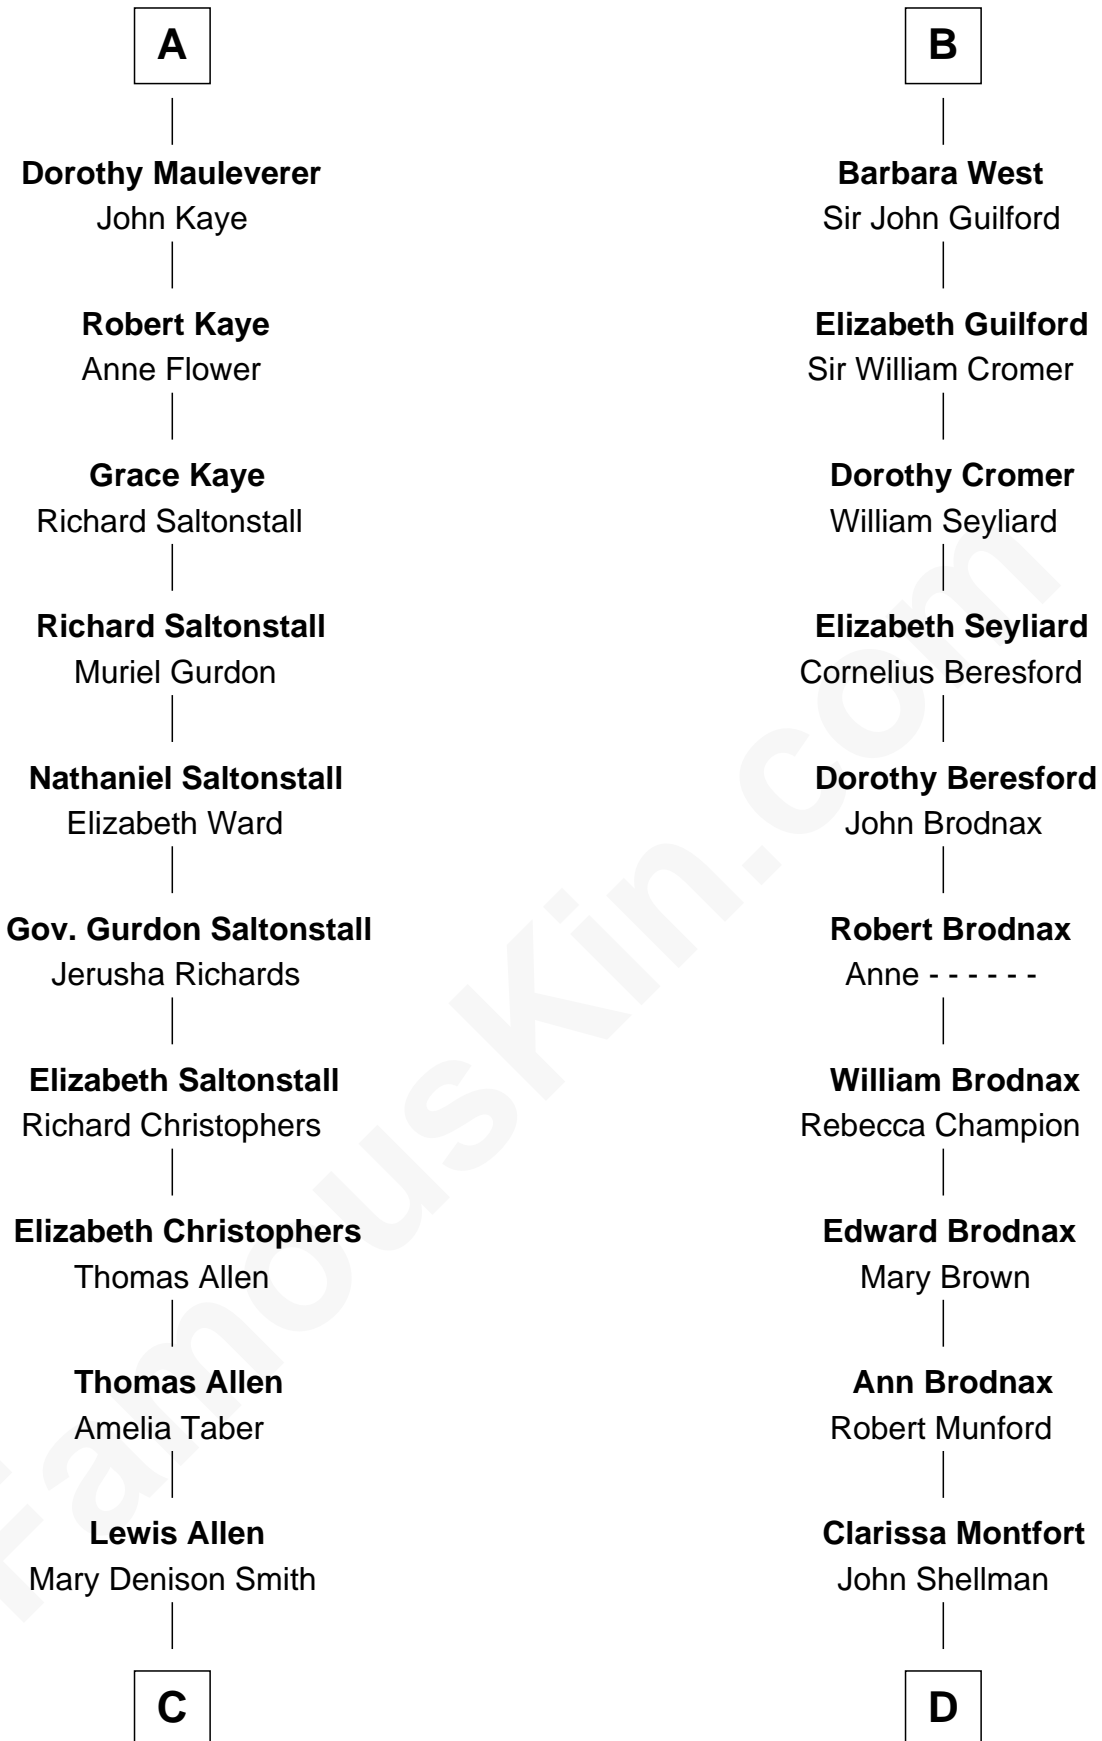 A
Dorothy Mauleverer
John Kaye
Robert Kaye
Anne Flower
Grace Kaye
Richard Saltonstall
Richard Saltonstall
Muriel Gurdon
Nathaniel Saltonstall
Elizabeth Ward
Gov. Gurdon Saltonstall
Jerusha Richards
Elizabeth Saltonstall
Richard Christophers
Elizabeth Christophers
Thomas Allen
Thomas Allen
Amelia Taber
Lewis Allen
Mary Denison Smith
C
B
Barbara West
Sir John Guilford
Elizabeth Guilford
Sir William Cromer
Dorothy Cromer
William Seyliard
Elizabeth Seyliard
Cornelius Beresford
Dorothy Beresford
John Brodnax
Robert Brodnax
Anne - - - - - -
William Brodnax
Rebecca Champion
Edward Brodnax
Mary Brown
Ann Brodnax
Robert Munford
Clarissa Montfort
John Shellman
D
FamousKin.com